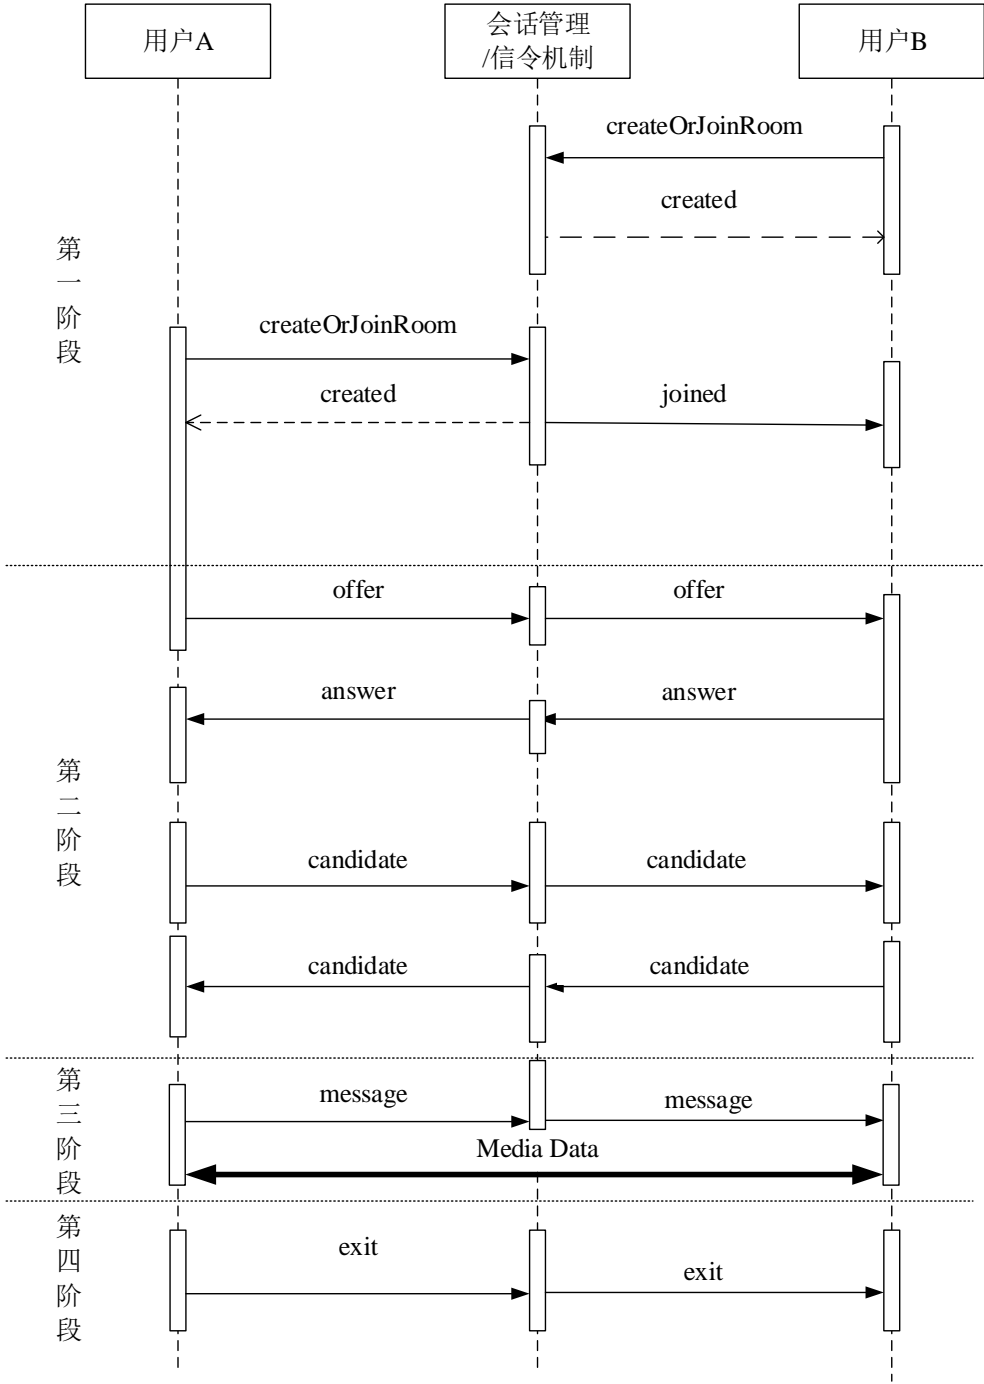 用户A
会话管理
/信令机制
用户B
createOrJoinRoom
created
第一阶段
createOrJoinRoom
created
joined
offer
offer
answer
answer
第二阶段
candidate
candidate
candidate
candidate
第三阶段
message
message
Media Data
第四阶段
exit
exit